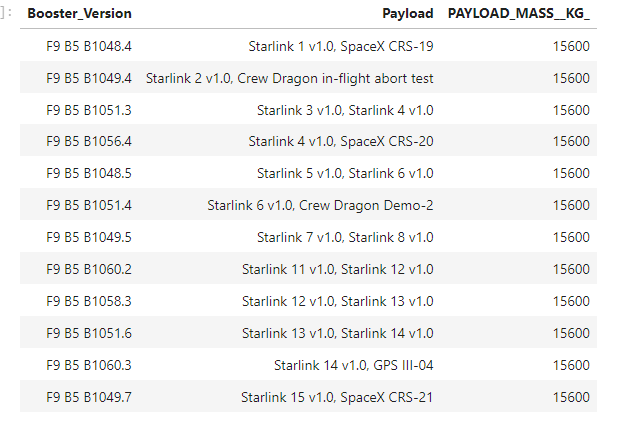 ]:
Booster_Version Payload PAYLOAD_MASS__KG_
F9 B5 B1048.4 Starlink 1 v1.0, SpaceX CRS-19 15600
F9 B5 B1049.4 Starlink 2 v1.0, Crew Dragon in-flight abort test 15600
F9 B5 B1051.3 Starlink 3 v1.0, Starlink 4 v1.0 15600
F9 B5 B1056.4 Starlink 4 v1.0, SpaceX CRS-20 15600
F9 B5 B1048.5 Starlink 5 v1.0, Starlink 6 v1.0 15600
F9 B5 B1051.4 Starlink 6 v1.0, Crew Dragon Demo-2 15600
F9 B5 B1049.5 Starlink 7 v1.0, Starlink 8 v1.0 15600
F9 B5 B1060.2 Starlink 11 v1.0, Starlink 12 v1.0 15600
F9 B5 B1058.3 Starlink 12 v1.0, Starlink 13 v1.0 15600
F9 B5 B1051.6 Starlink 13 v1.0, Starlink 14 v1.0 15600
F9 B5 B1060.3 Starlink 14 v1.0, GPS III-04 15600
F9 B5 B1049.7 Starlink 15 v1.0, SpaceX CRS-21 15600